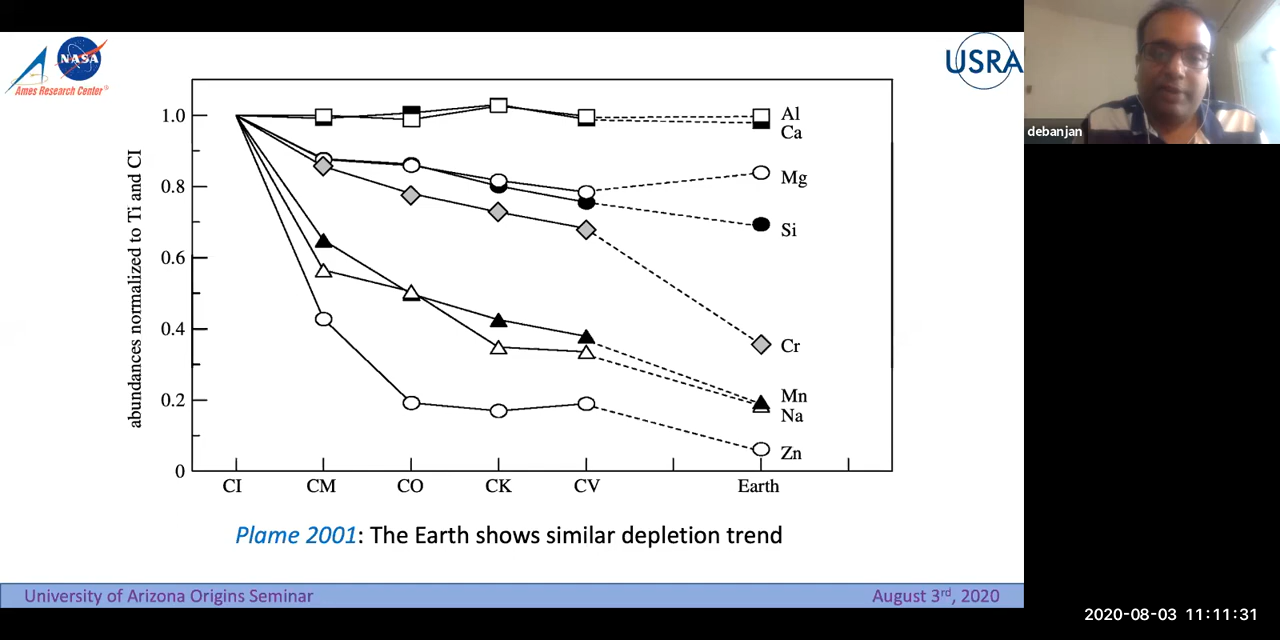 NASA
Ames Research Center
USRA
debanjan
abundances normalized to Ti and CI
1.0
0.8
0.6
0.4
0.2
0
Al
Ca
Mg
Si
Cr
Mn
Na
Zn
CI CM CO CK CV Earth
Plame 2001: The Earth shows similar depletion trend
University of Arizona Origins Seminar August 3rd, 2020
2020-08-03 11:11:31